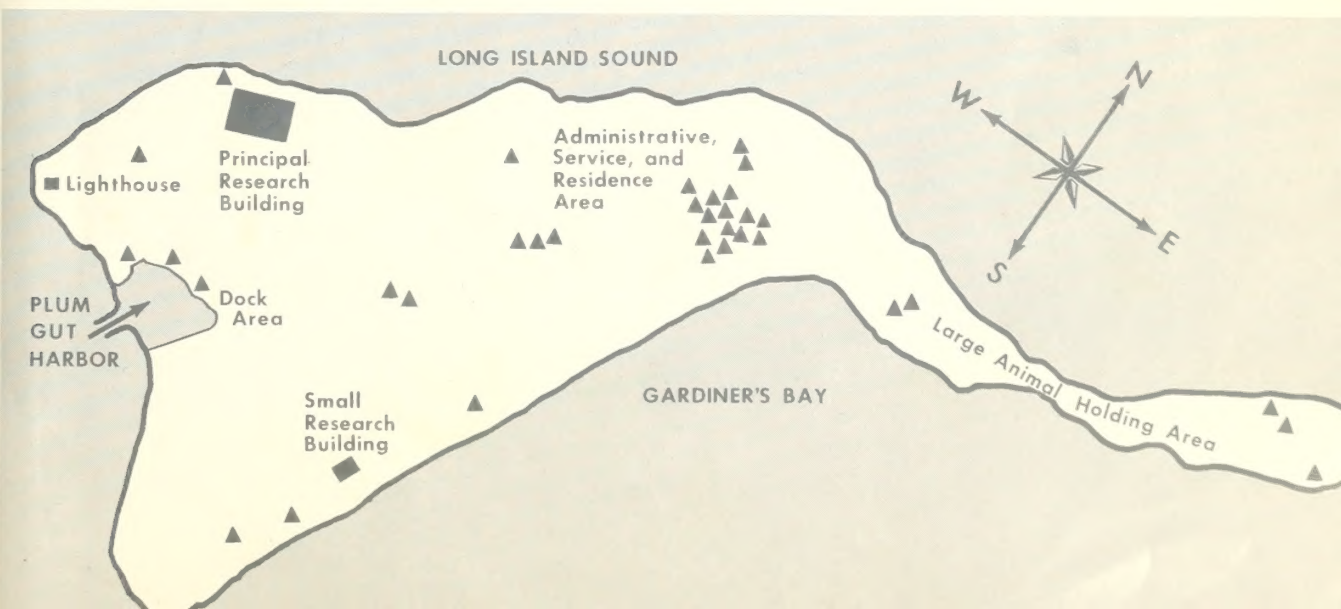 LONG ISLAND SOUND
N
W
E
S
Administrative,
Service, and
Residence
Area
Principal
Research
Building
Lighthouse
PLUM
GUT
HARBOR
Dock
Area
Large Animal Holding Area
GARDINER'S BAY
Small
Research
Building